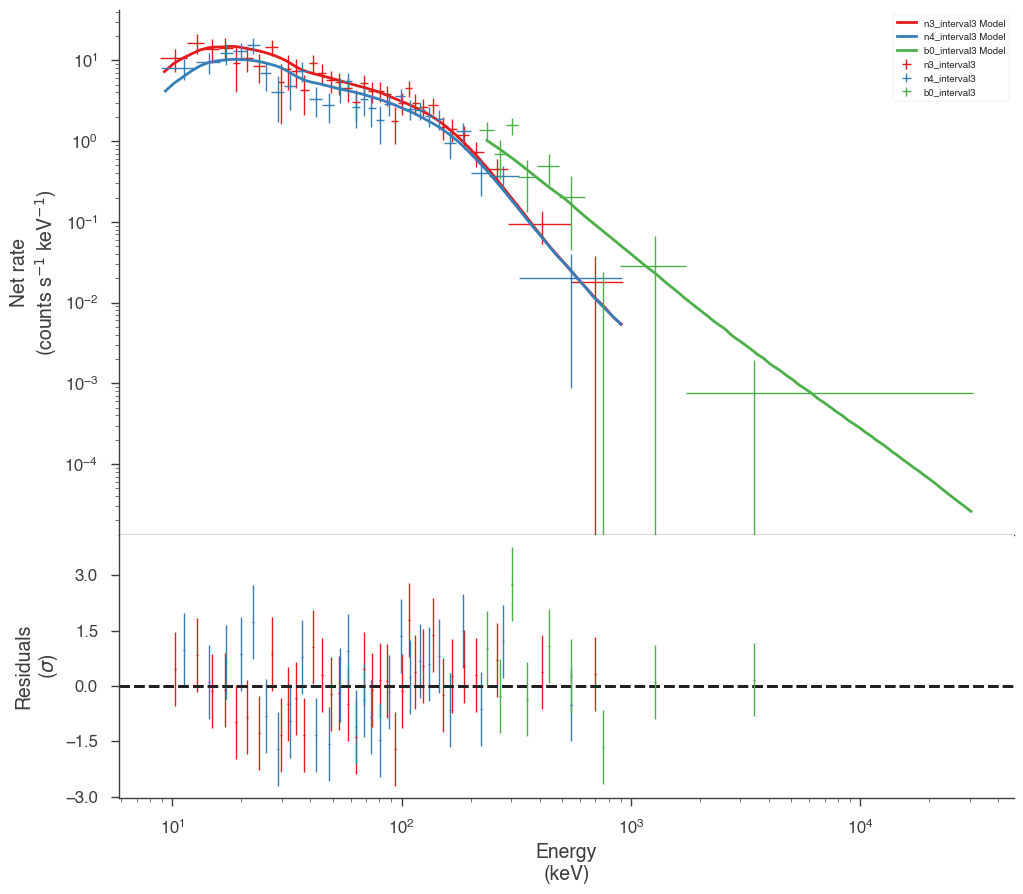 n3_interval3 Model
n4_interval3 Model
b0_interval3 Model
n3_interval3
n4_interval3
b0_interval3
10¹
10⁰
10⁻¹
10⁻²
10⁻³
10⁻⁴
Net rate
(counts s⁻¹ keV⁻¹)
3.0
1.5
0.0
−1.5
−3.0
Residuals
(σ)
10¹ 10² 10³ 10⁴
Energy
(keV)